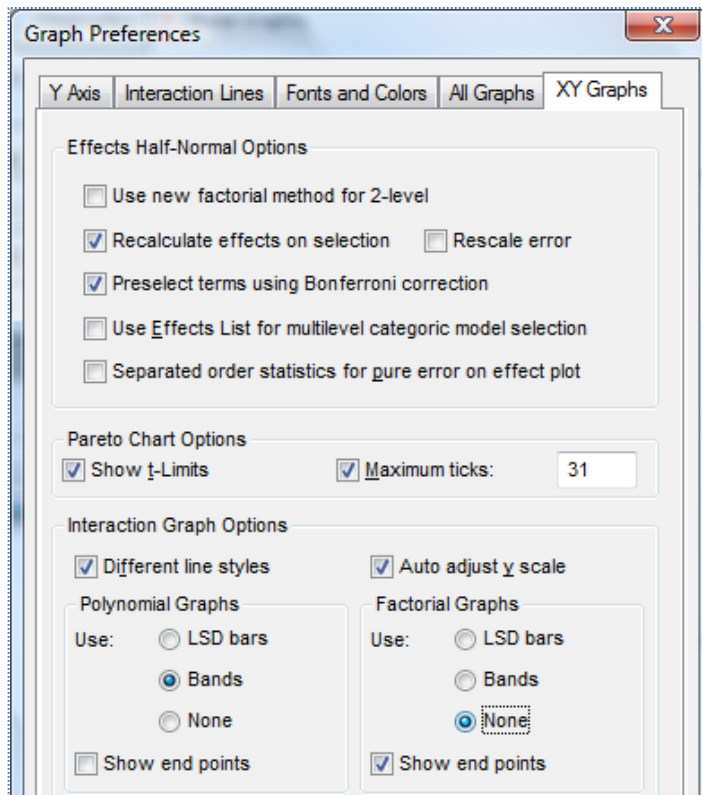 Graph Preferences
X
Y Axis Interaction Lines Fonts and Colors All Graphs XY Graphs
Effects Half-Normal Options
Use new factorial method for 2-level
Recalculate effects on selection Rescale error
Preselect terms using Bonferroni correction
Use Effects List for multilevel categoric model selection
Separated order statistics for pure error on effect plot
Pareto Chart Options
Show t-Limits Maximum ticks: 31
Interaction Graph Options
Different line styles Auto adjust y scale
Polynomial Graphs
Use: LSD bars
Bands
None
Show end points
Factorial Graphs
Use: LSD bars
Bands
None
Show end points